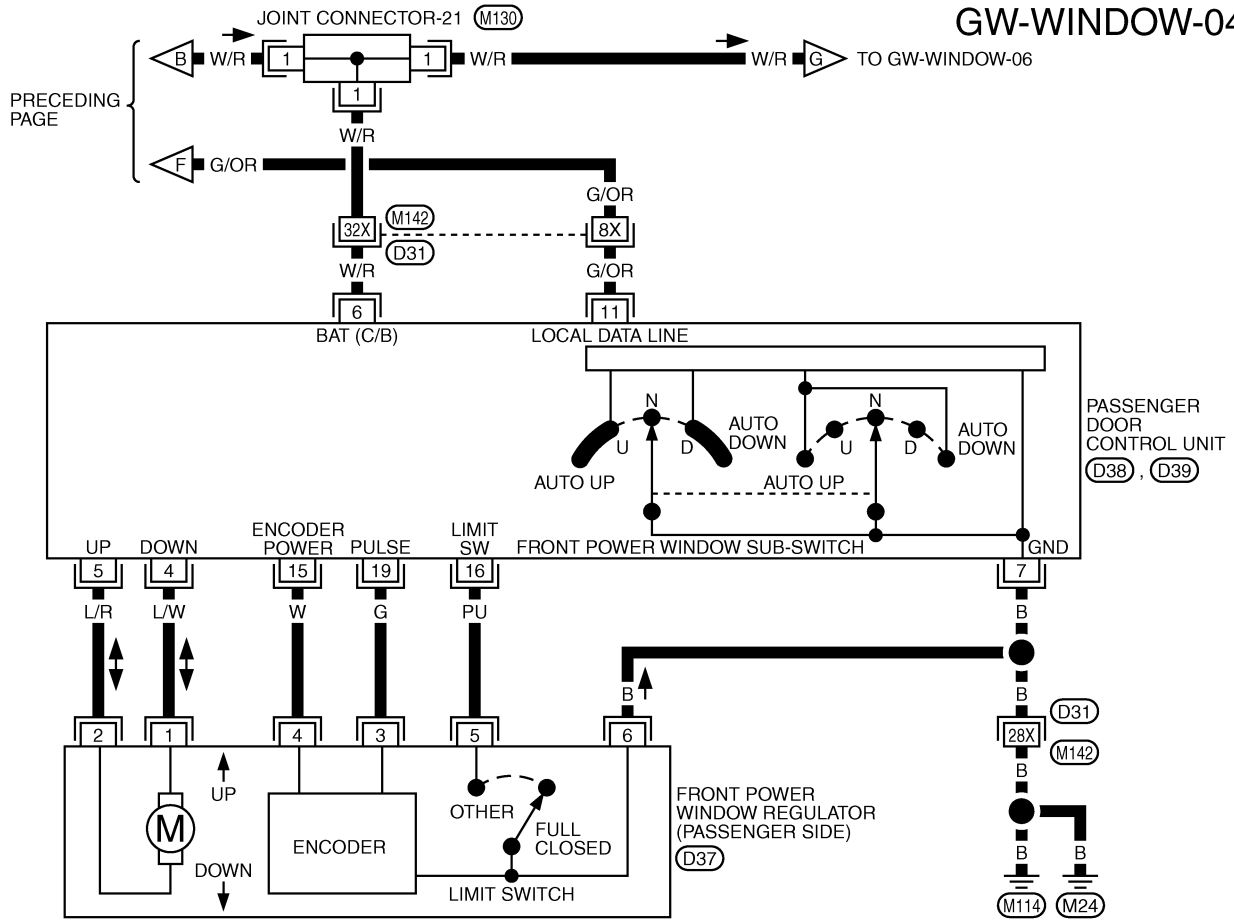 GW-WINDOW-04
JOINT CONNECTOR-21 M130
B W/R 1 1 W/R W/R G TO GW-WINDOW-06
1
PRECEDING
PAGE
W/R
F G/OR
G/OR
32X M142 8X
D31
W/R G/OR
6 11
BAT (C/B) LOCAL DATA LINE
N N
U D AUTO
DOWN
U D AUTO
DOWN
AUTO UP AUTO UP
PASSENGER
DOOR
CONTROL UNIT
D38 , D39
UP DOWN ENCODER
POWER PULSE LIMIT
SW FRONT POWER WINDOW SUB-SWITCH GND
5 4 15 19 16 7
L/R L/W W G PU B
B B
D31
2 1 4 3 5 6 28X
M142
B
UP
M
DOWN
ENCODER
OTHER
FULL
CLOSED
LIMIT SWITCH
FRONT POWER
WINDOW REGULATOR
(PASSENGER SIDE)
D37
B B
M114 M24